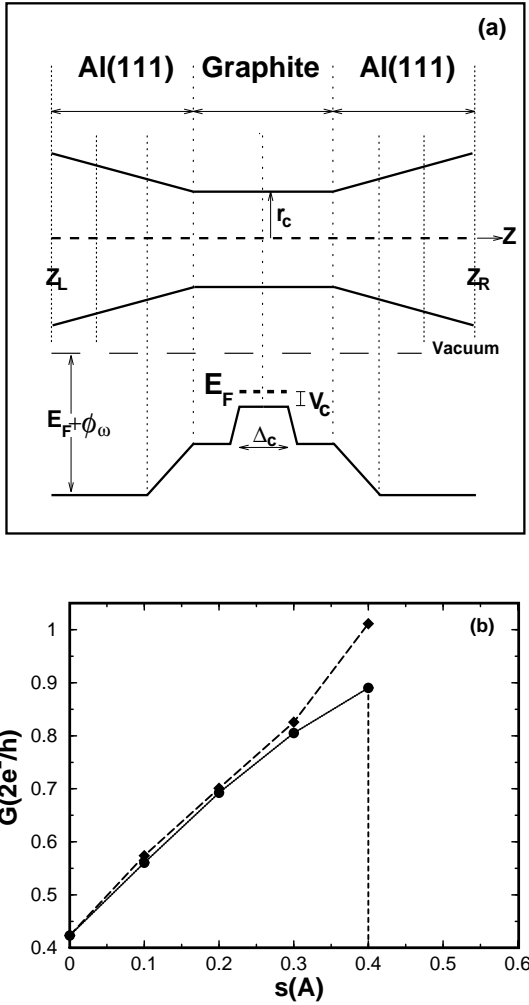 (a)
Al(111) Graphite Al(111)
r_c
Z
Z_L
Z_R
Vacuum
E_F
V_c
E_F+ϕ_ω
Δ_c
(b)
G(2e²/h)
1
0.9
0.8
0.7
0.6
0.5
0.4
0 0.1 0.2 0.3 0.4 0.5 0.6
s(A)